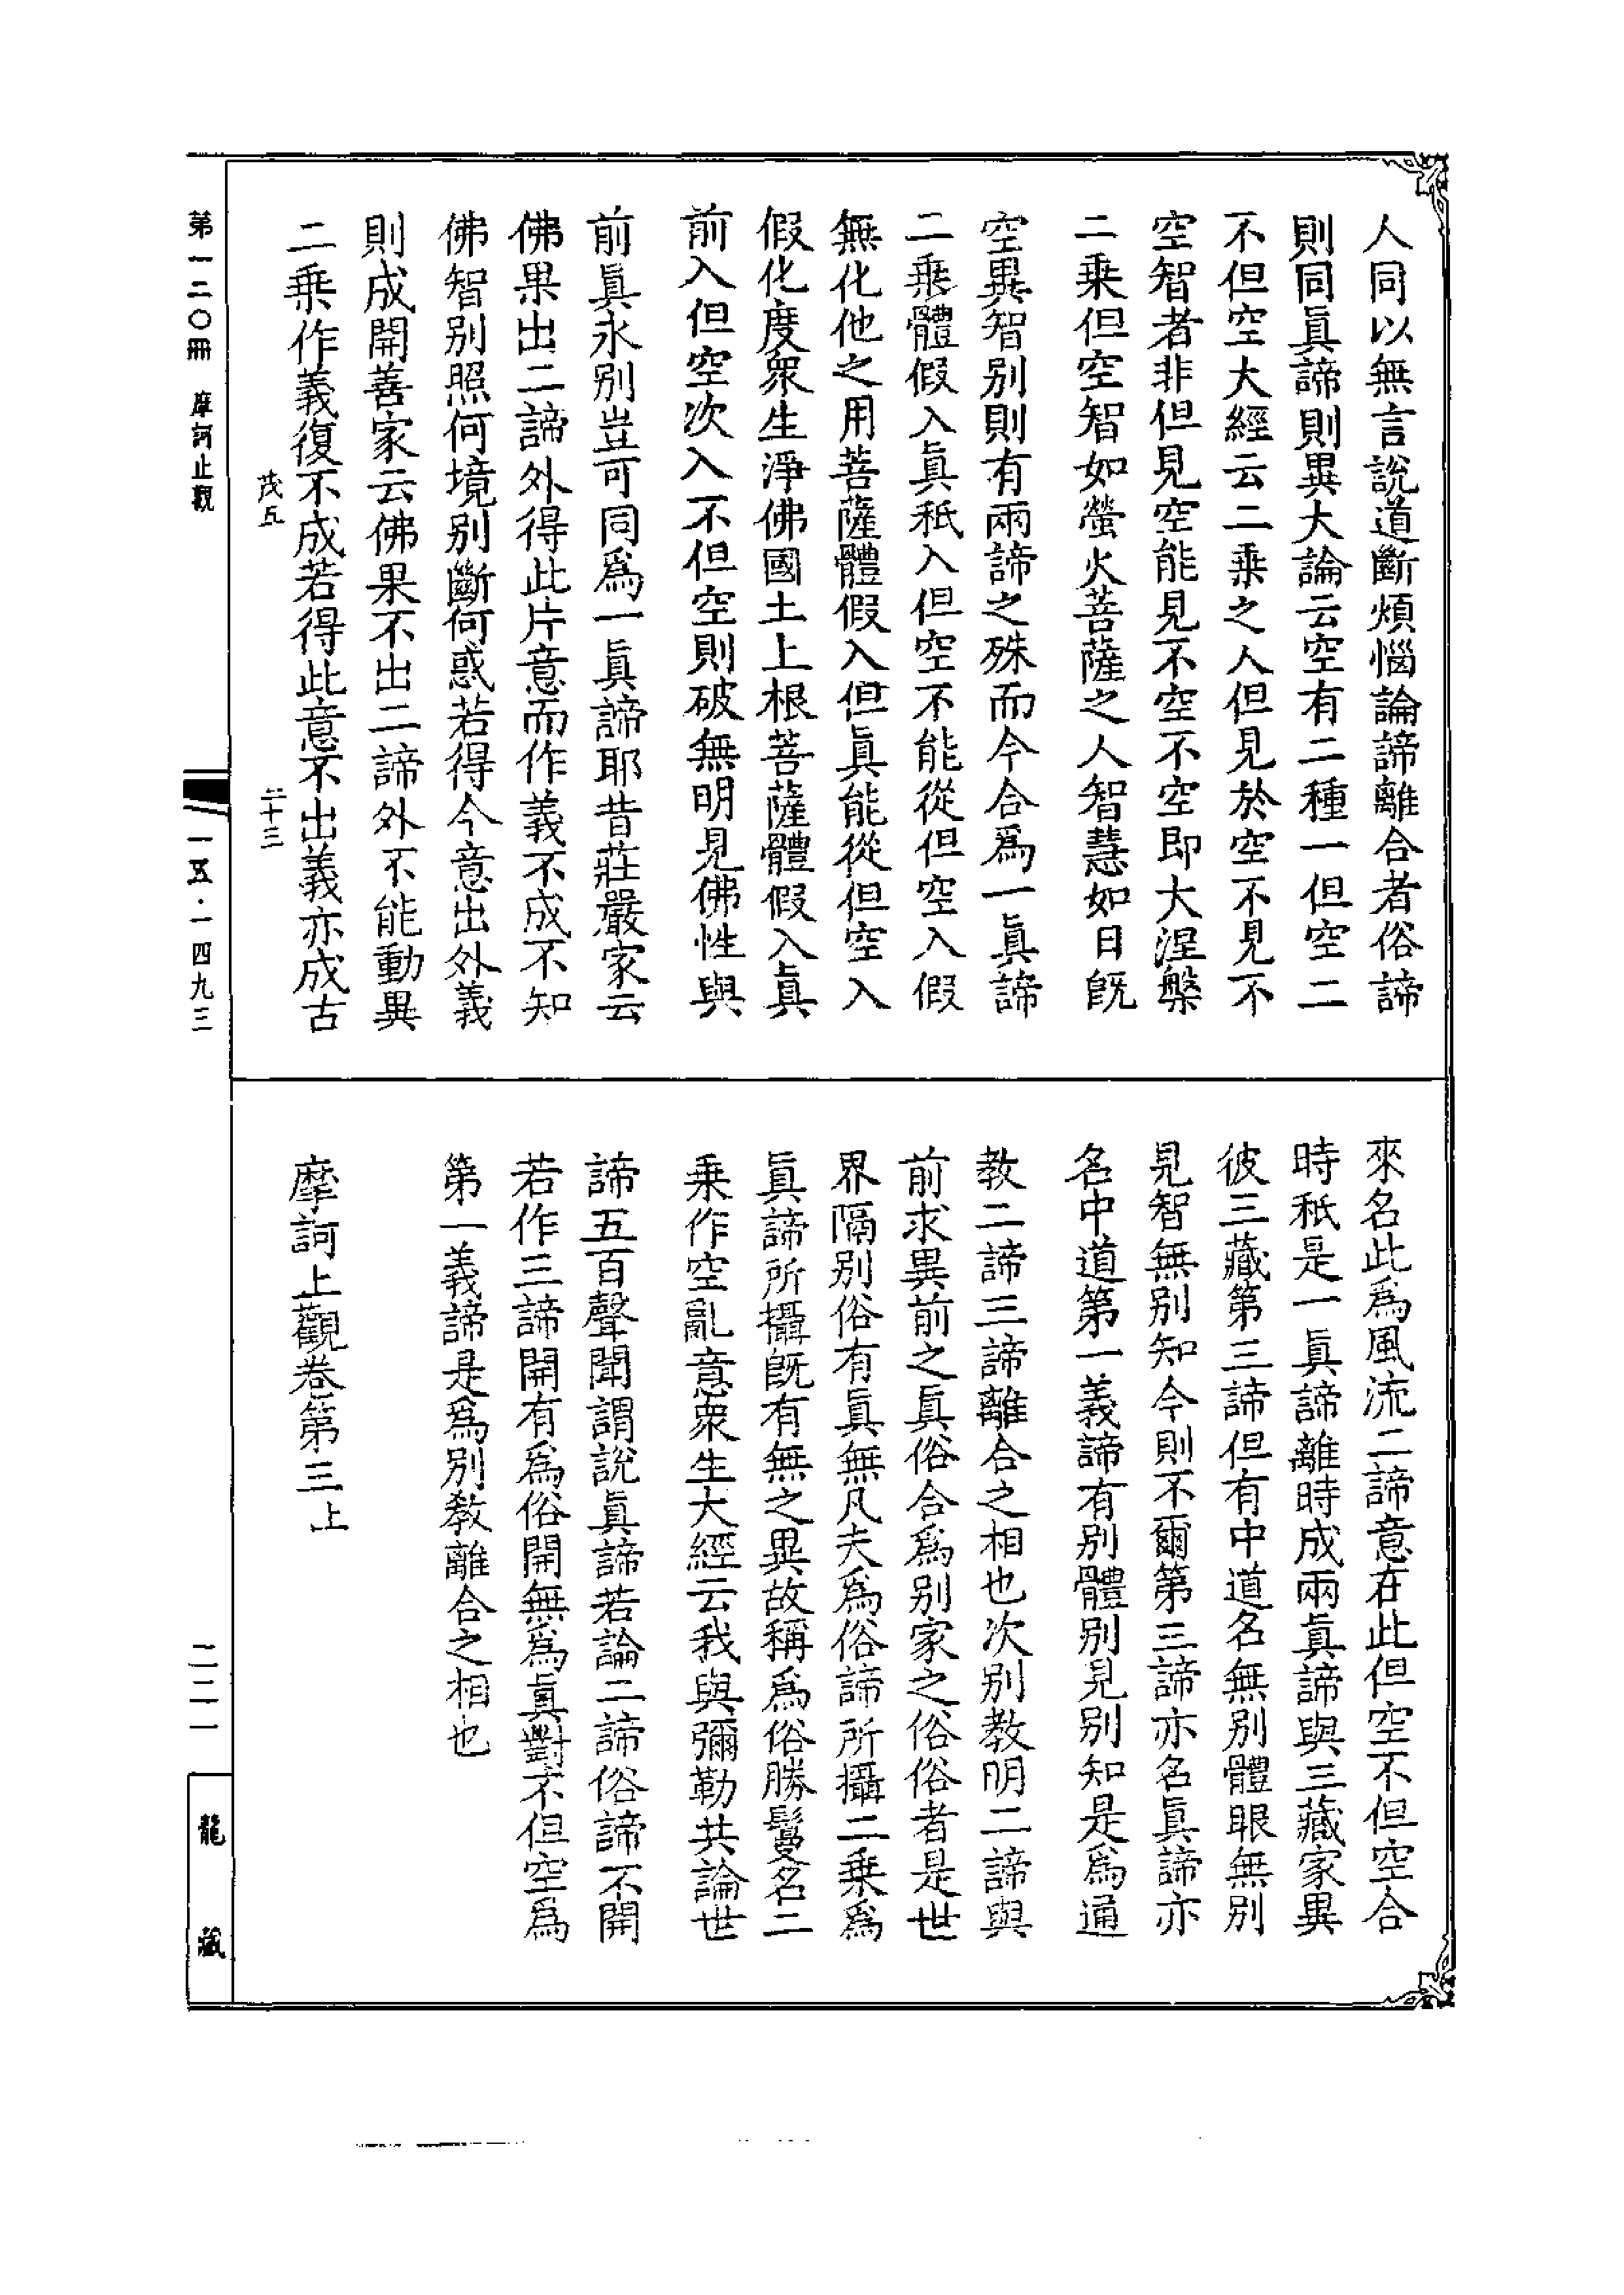 人同以無言說道斷煩惱論諦離合者俗諦
則同眞諦則異大論云空有二種一但空二
不但空大經云二乘之人但見於空不見不
空智者非但見空能見不空不空即大涅槃
二乘但空智如螢火菩薩之人智慧如日旣
空異智別則有兩諦之殊而今合爲一眞諦
二乘體假入眞秖入但空不能從但空入假
無化他之用菩薩體假入但眞能從但空入
假化度衆生淨佛國土上根菩薩體假入眞
前入但空次入不但空則破無明見佛性與
前眞永別豈可同爲一眞諦耶昔莊嚴家云
佛果出二諦外得此片意而作義不成不知
佛智別照何境別斷何惑若得今意出外義
則成開善家云佛果不出二諦外不能動異
二乘作義復不成若得此意不出義亦成古
茂五
二十三
來名此爲風流二諦意在此但空不但空合
時秖是一眞諦離時成兩眞諦與三藏家異
彼三藏第三諦但有中道名無別體眼無別
見智無別知今則不爾第三諦亦名眞諦亦
名中道第一義諦有別體別見別知是爲通
教二諦三諦離合之相也次別教明二諦與
前求異前之眞俗合爲別家之俗俗者是世
界隔別俗有眞無凡夫爲俗諦所攝二乘爲
眞諦所攝旣有無之異故稱爲俗勝鬘名二
乘作空亂意衆生大經云我與彌勒共論世
諦五百聲聞謂說眞諦若論二諦俗諦不開
若作三諦開有爲俗開無爲眞對不但空爲
第一義諦是爲別教離合之相也
摩訶止觀卷第三上
第一二〇冊 摩訶止觀
一五·一四九三
二二一
龍藏